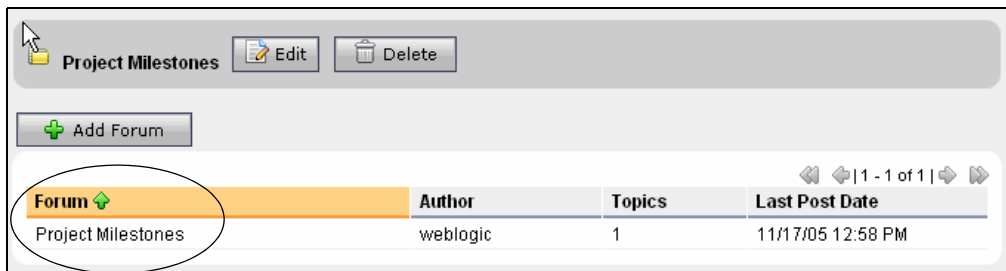 Project Milestones Edit Delete
Add Forum
| 1 - 1 of 1 |
Forum Author Topics Last Post Date
Project Milestones weblogic 1 11/17/05 12:58 PM